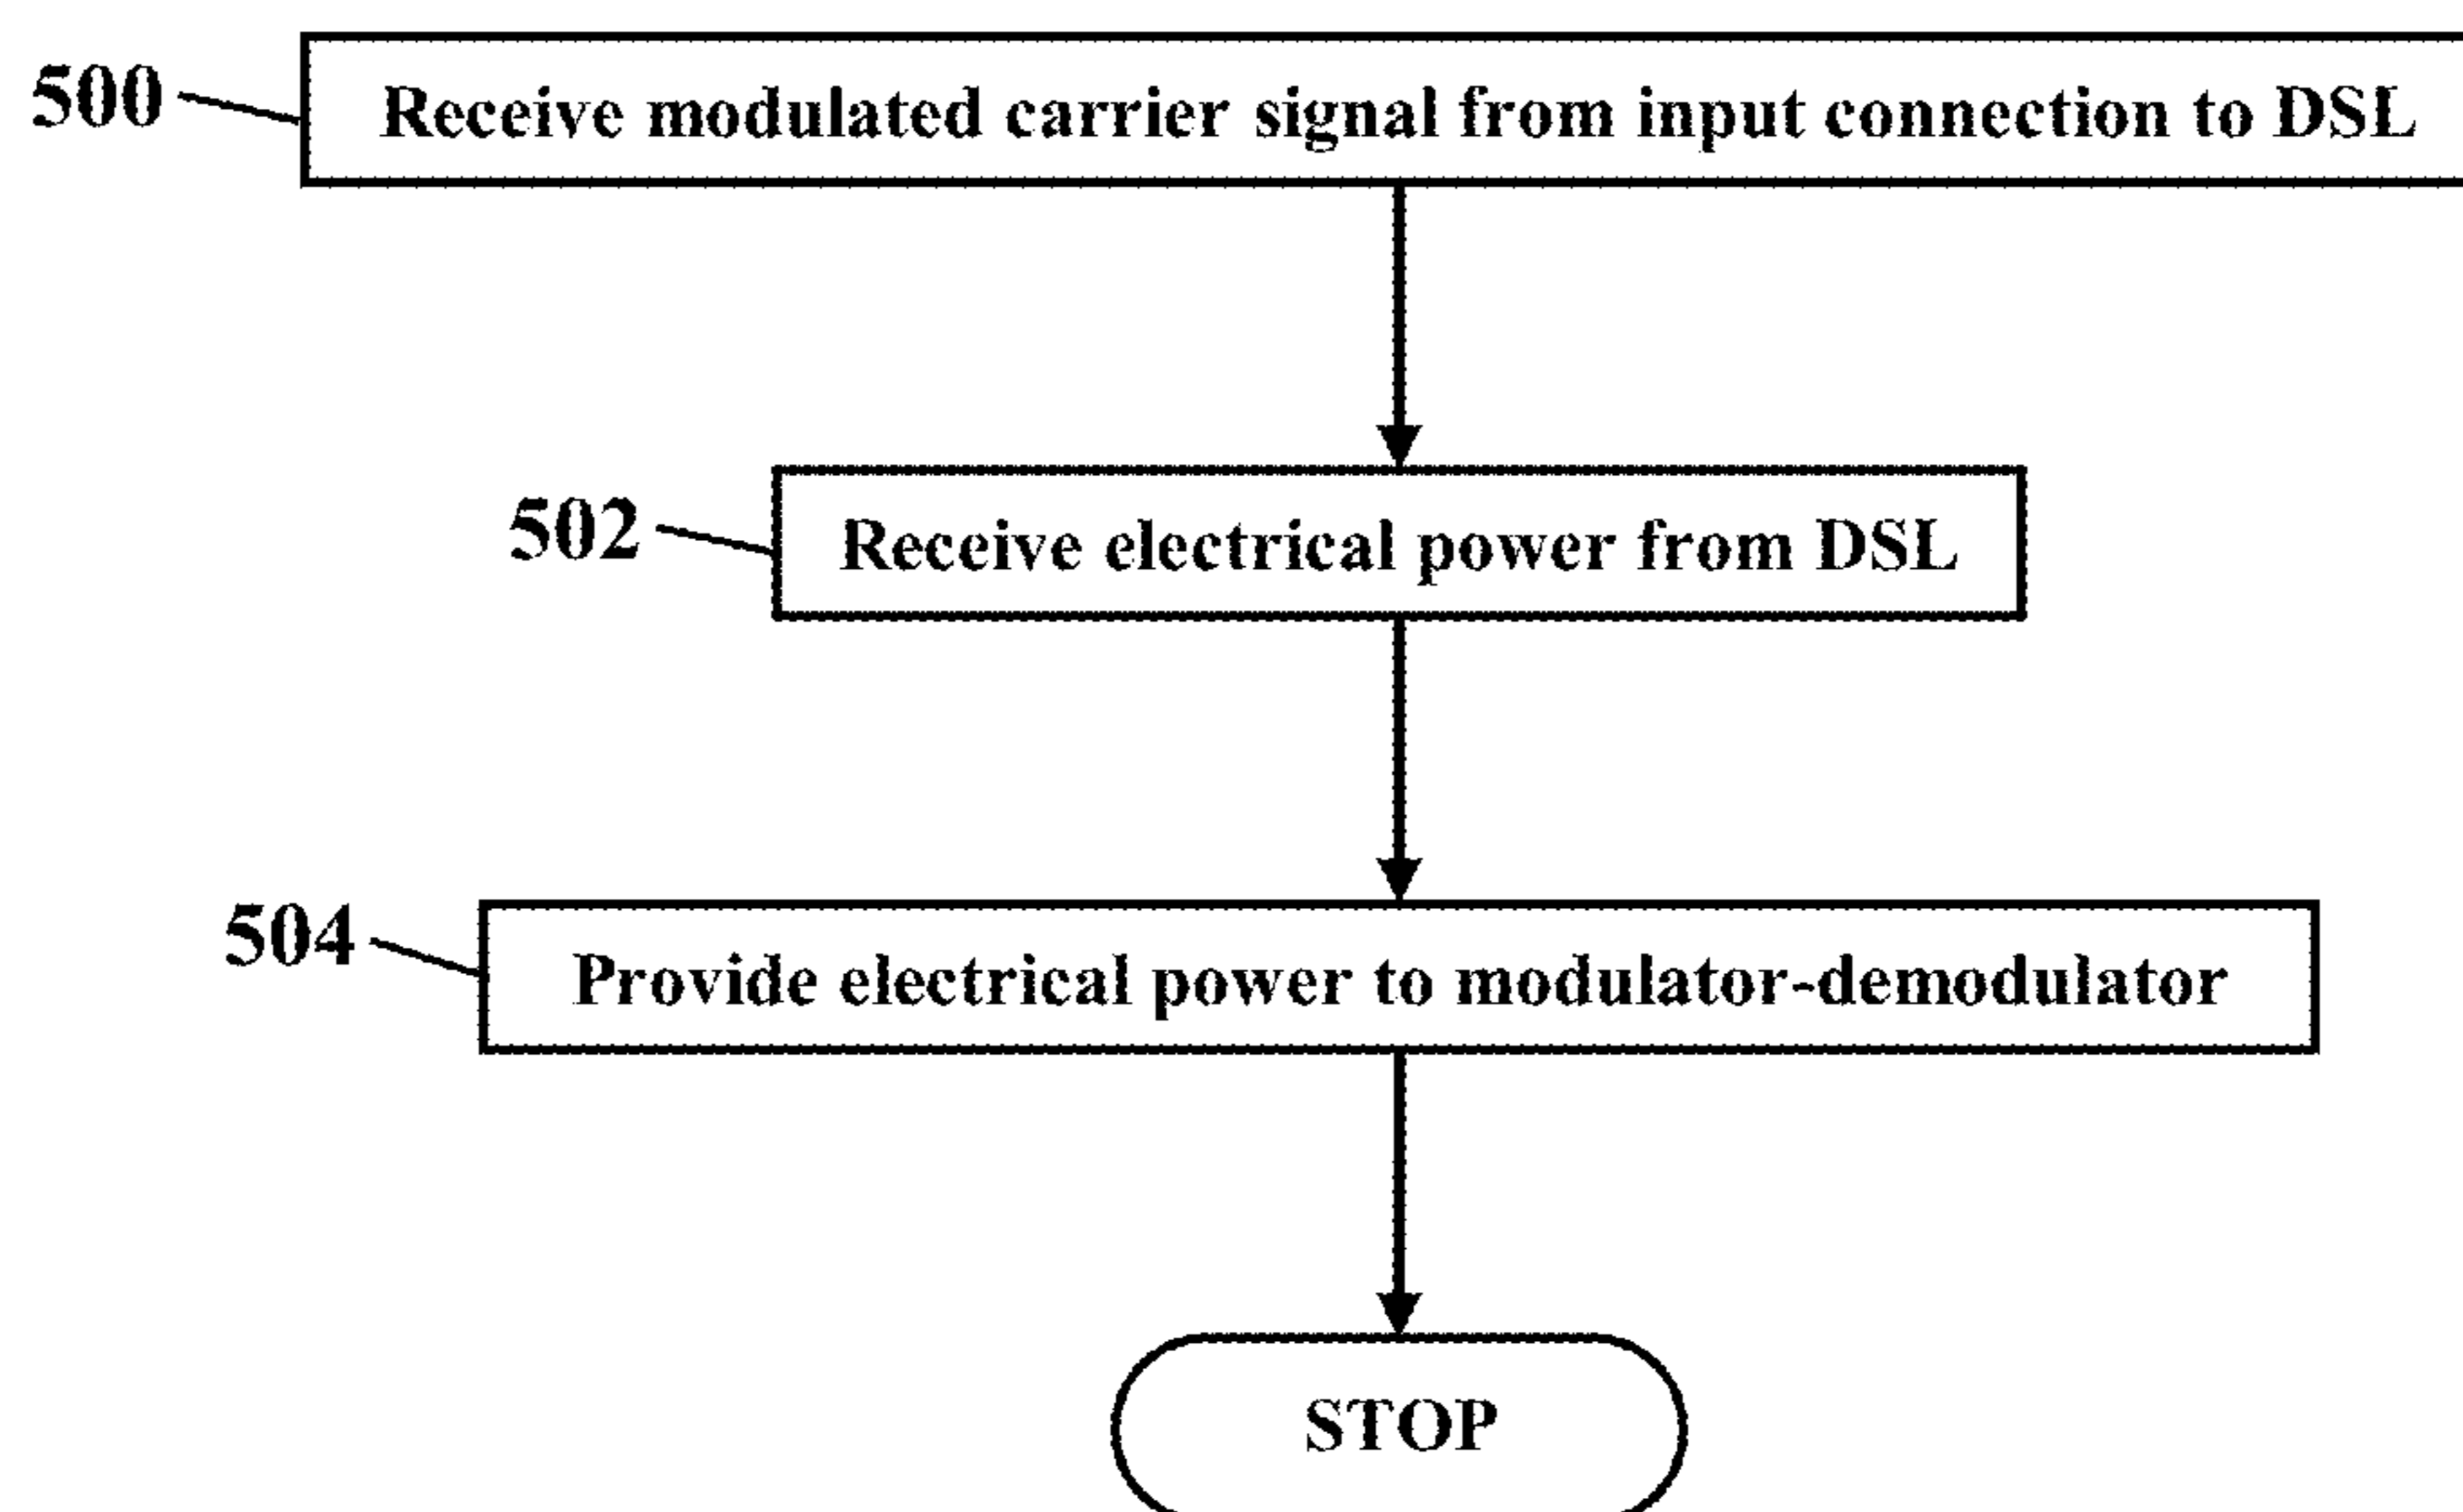 500 Receive modulated carrier signal from input connection to DSL
502 Receive electrical power from DSL
504 Provide electrical power to modulator-demodulator
STOP